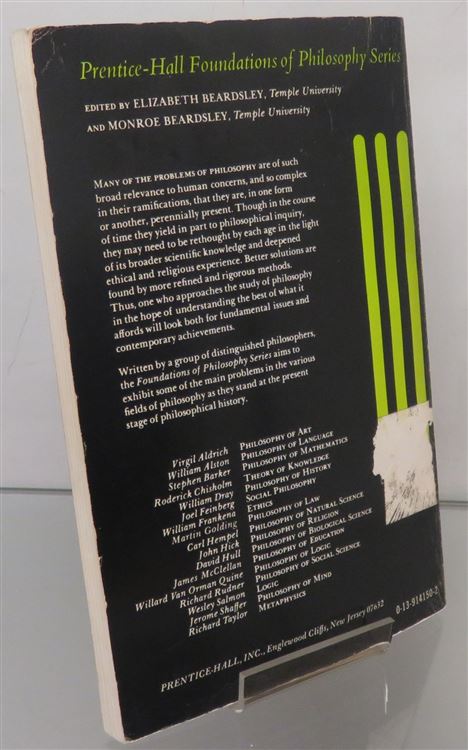 Prentice-Hall Foundations of Philosophy Series
EDITED BY ELIZABETH BEARDSLEY, Temple University
AND MONROE BEARDSLEY, Temple University
MANY OF THE PROBLEMS OF PHILOSOPHY are of such
broad relevance to human concerns, and so complex
in their ramifications, that they are, in one form
or another, perennially present. Though in the course
of time they yield in part to philosophical inquiry,
they may need to be rethought by each age in the light
of its broader scientific knowledge and deepened
ethical and religious experience. Better solutions are
found by more refined and rigorous methods.
Thus, one who approaches the study of philosophy
in the hope of understanding the best of what it
affords will look both for fundamental issues and
contemporary achievements.
Written by a group of distinguished philosophers,
the Foundations of Philosophy Series aims to
exhibit some of the main problems in the various
fields of philosophy as they stand at the present
stage of philosophical history.
Virgil Aldrich PHILOSOPHY OF ART
William Alston PHILOSOPHY OF LANGUAGE
Stephen Barker PHILOSOPHY OF MATHEMATICS
Roderick Chisholm THEORY OF KNOWLEDGE
William Dray PHILOSOPHY OF HISTORY
Joel Feinberg SOCIAL PHILOSOPHY
William Frankena ETHICS
Martin Golding PHILOSOPHY OF LAW
Carl Hempel PHILOSOPHY OF NATURAL SCIENCE
John Hick PHILOSOPHY OF RELIGION
David Hull PHILOSOPHY OF BIOLOGICAL SCIENCE
James McClellan PHILOSOPHY OF EDUCATION
Willard Van Orman Quine PHILOSOPHY OF LOGIC
Richard Rudner PHILOSOPHY OF SOCIAL SCIENCE
Wesley Salmon LOGIC
Jerome Shaffer PHILOSOPHY OF MIND
Richard Taylor METAPHYSICS
0-13-914150-2
PRENTICE-HALL, INC., Englewood Cliffs, New Jersey 07632